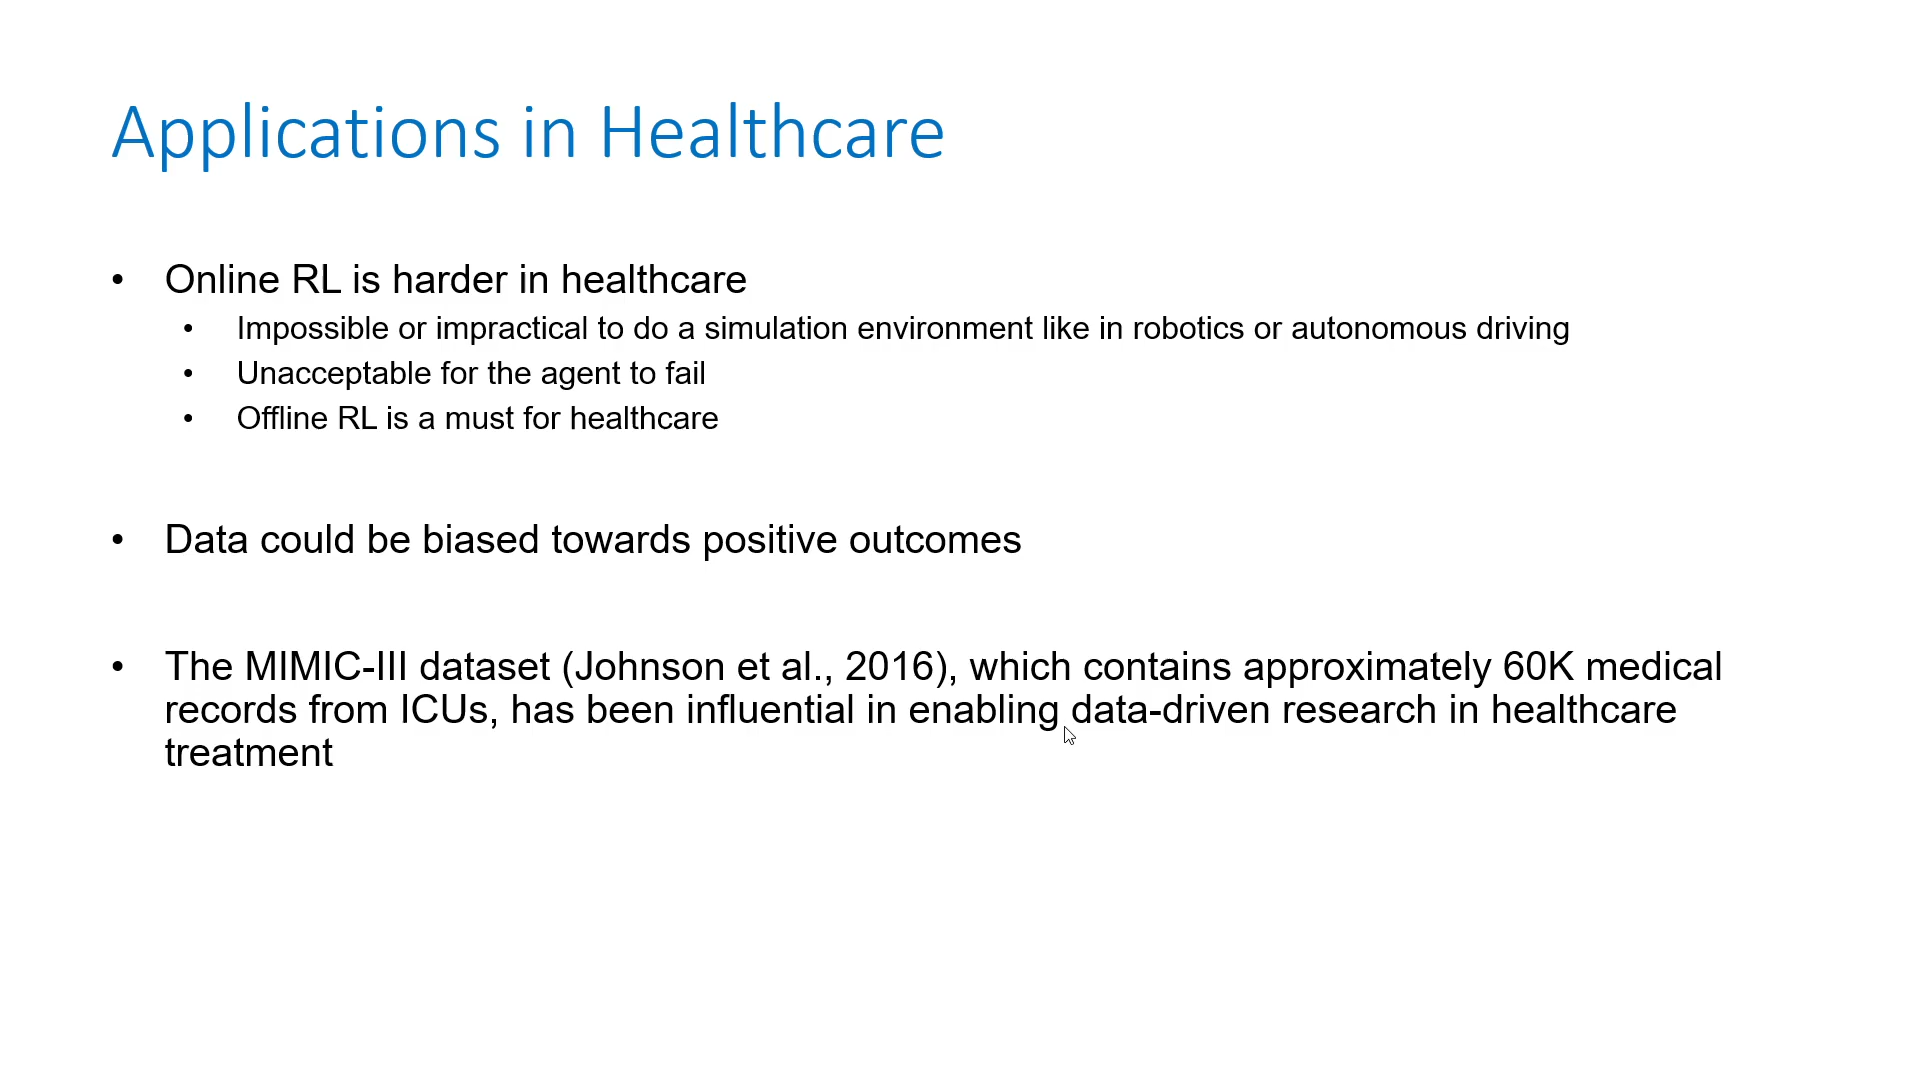 Applications in Healthcare
• Online RL is harder in healthcare
• Impossible or impractical to do a simulation environment like in robotics or autonomous driving
• Unacceptable for the agent to fail
• Offline RL is a must for healthcare
• Data could be biased towards positive outcomes
• The MIMIC-III dataset (Johnson et al., 2016), which contains approximately 60K medical
records from ICUs, has been influential in enabling data-driven research in healthcare
treatment